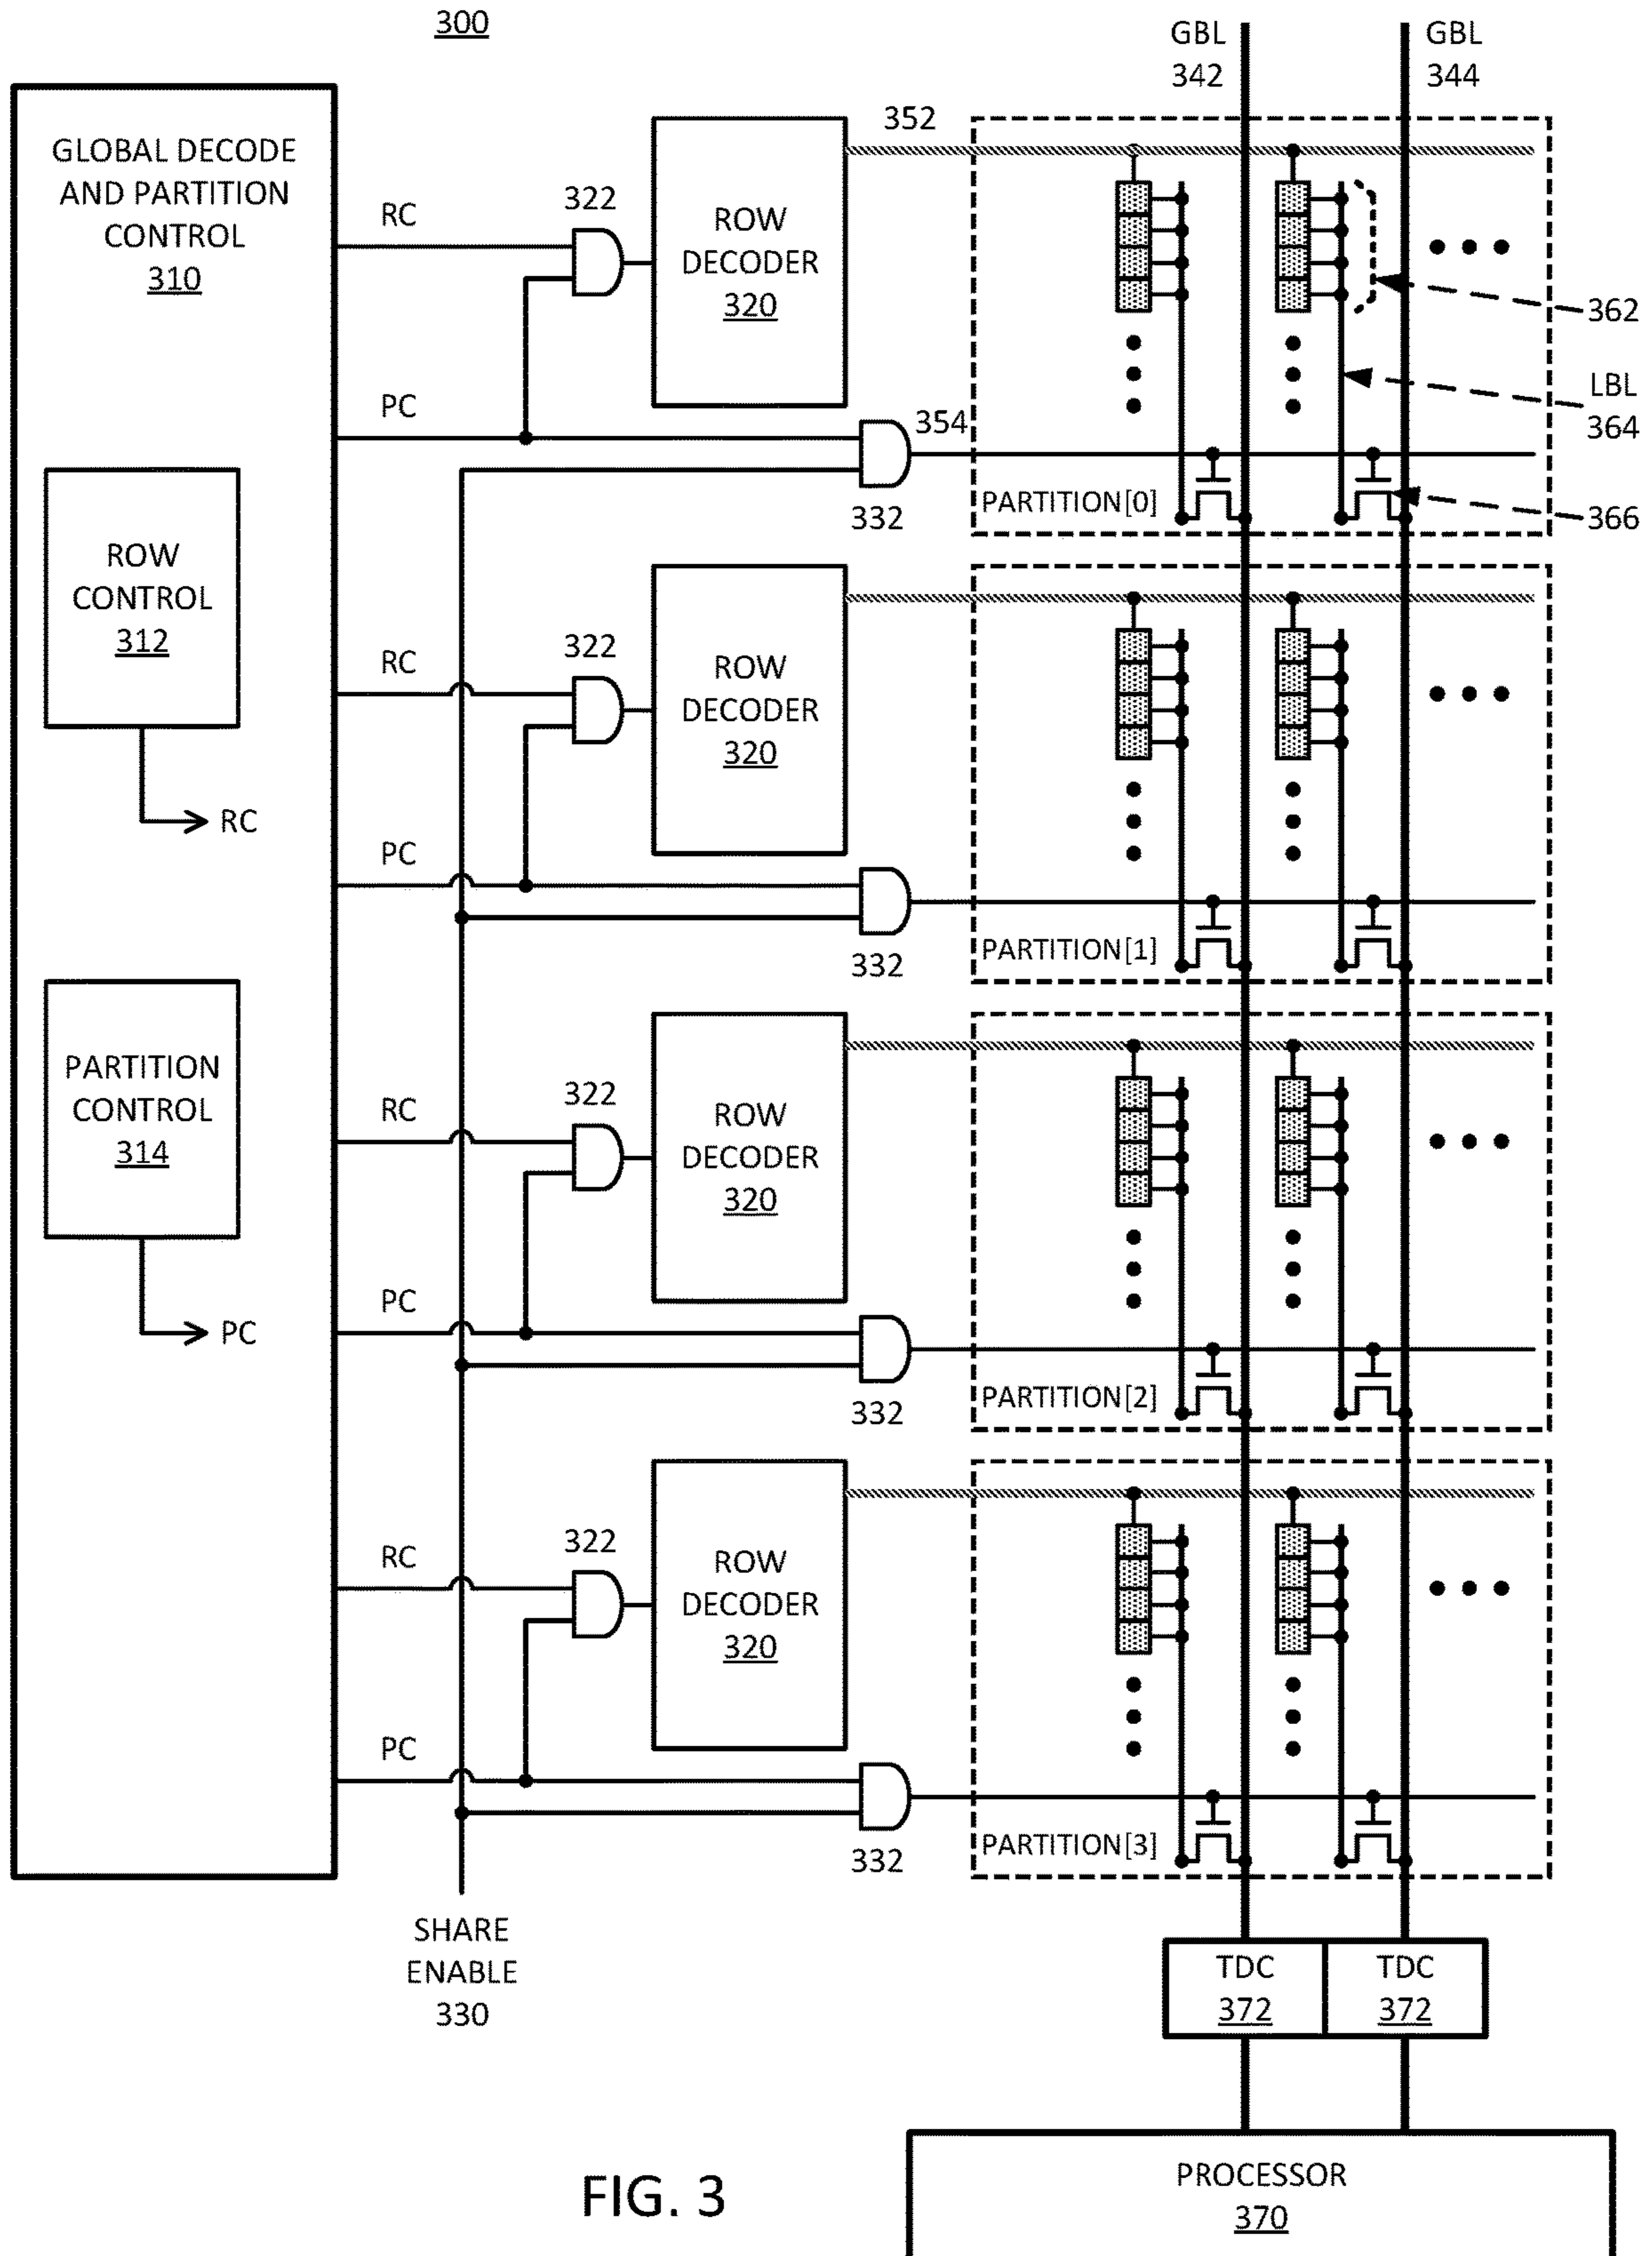 300
GBL
342
GBL
344
GLOBAL DECODE
AND PARTITION
CONTROL
310
ROW
CONTROL
312
RC
PARTITION
CONTROL
314
PC
RC
322
ROW
DECODER
320
352
362
LBL
364
PC
354
332
PARTITION[0]
366
RC
322
ROW
DECODER
320
PC
332
PARTITION[1]
RC
322
ROW
DECODER
320
PC
332
PARTITION[2]
RC
322
ROW
DECODER
320
PC
332
PARTITION[3]
SHARE
ENABLE
330
TDC
372
TDC
372
PROCESSOR
370
FIG. 3